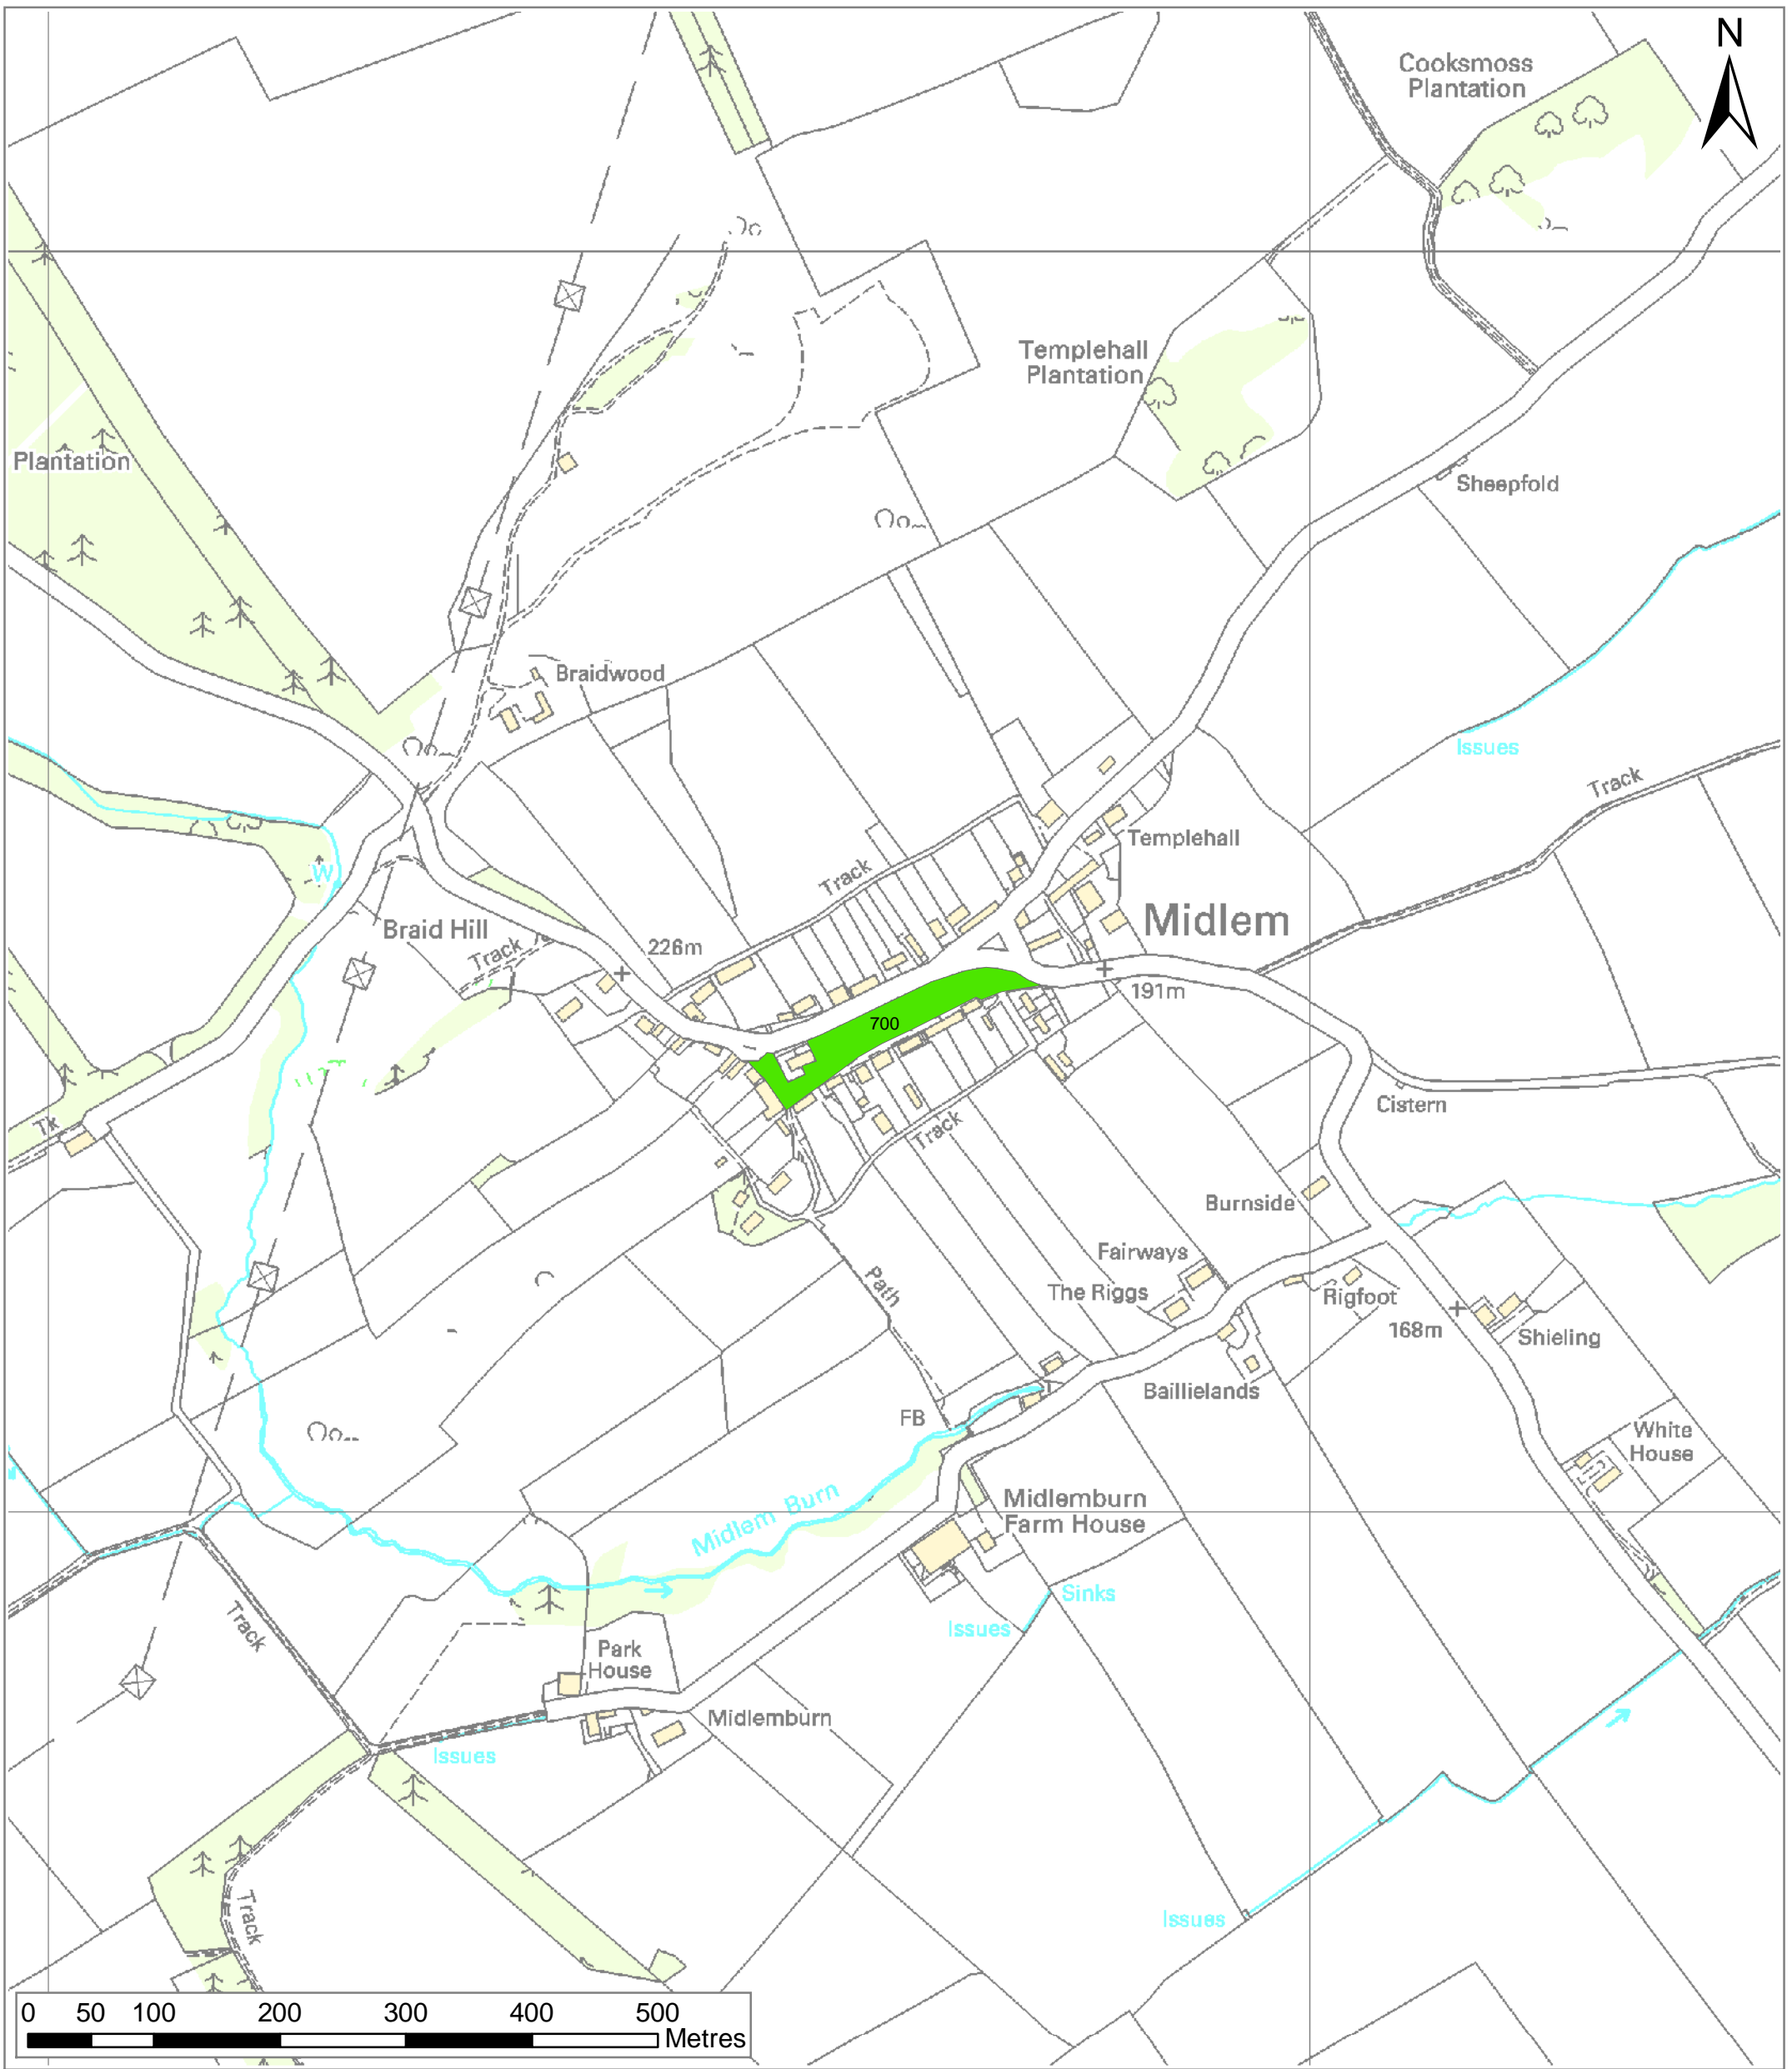 N
Cooksmoss
Plantation
Templehall
Plantation
Plantation
Sheepfold
Braidwood
Issues
Track
Templehall
Track
W
Midlem
Braid Hill
226m
Track
191m
700
Cistern
Tk
Track
Burnside
Fairways
The Riggs
Path
Rigfoot
168m
Shieling
Baillielands
FB
White
House
Midlem Burn
Midlemburn
Farm House
Sinks
Issues
Track
Park
House
Midlemburn
Issues
Track
Issues
0 50 100 200 300 400 500
Metres